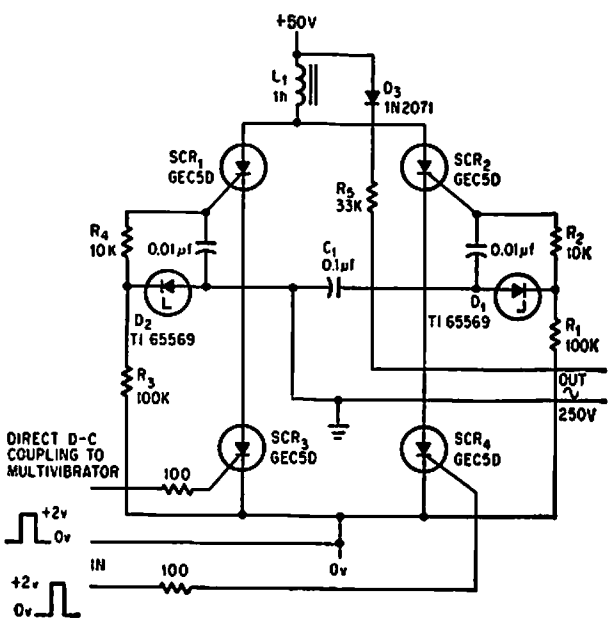 +50V
L1
1h
D3
1N2071
SCR1
GEC5D
SCR2
GEC5D
R5
33K
R4
10K
0.01µf
C1
0.1µf
0.01µf
R2
10K
D2
TI 65569
D1
TI 65569
R1
100K
R3
100K
OUT
∿
250V
DIRECT D-C
COUPLING TO
MULTIVIBRATOR
SCR3
GEC5D
SCR4
GEC5D
100
+2v
0v
IN
0v
100
+2v
0v